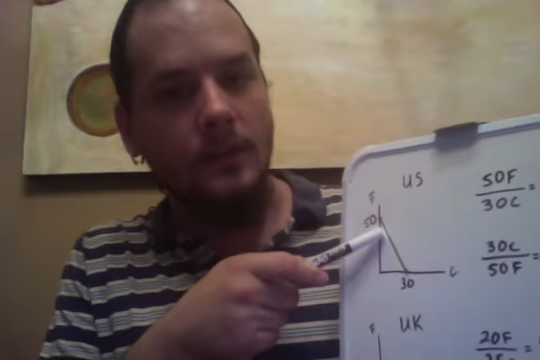 US
F
50
30
C
50F
30C
=
30C
50F
=
UK
F
20F
=